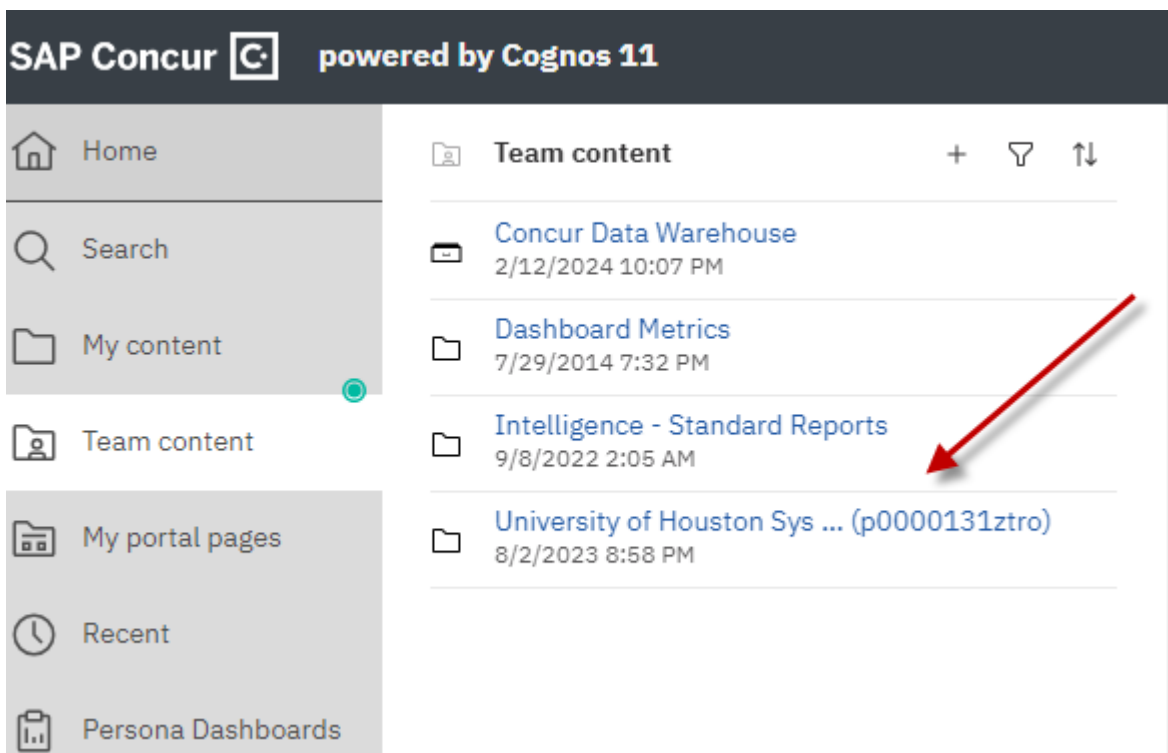 SAP Concur C powered by Cognos 11
Home
Search
My content
Team content
My portal pages
Recent
Persona Dashboards
Team content
Concur Data Warehouse
2/12/2024 10:07 PM
Dashboard Metrics
7/29/2014 7:32 PM
Intelligence - Standard Reports
9/8/2022 2:05 AM
University of Houston Sys ... (p0000131ztro)
8/2/2023 8:58 PM